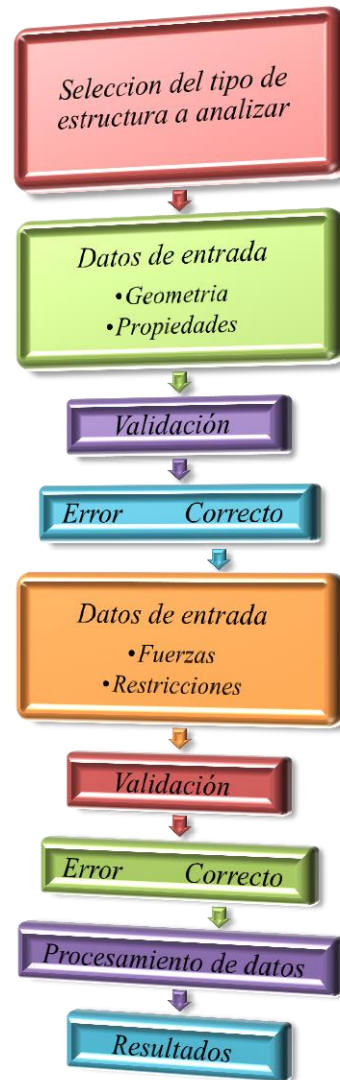 Seleccion del tipo de
estructura a analizar
Datos de entrada
•Geometria
•Propiedades
Validación
Error Correcto
Datos de entrada
•Fuerzas
•Restricciones
Validación
Error Correcto
Procesamiento de datos
Resultados